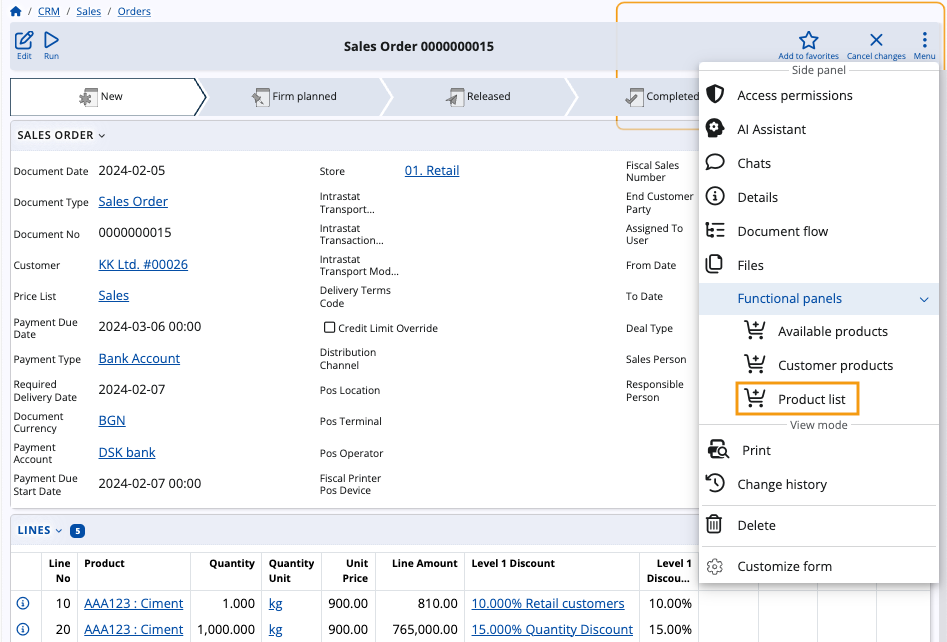 / CRM / Sales / Orders
Edit
Run
Sales Order 0000000015
Add to favorites
Cancel changes
Menu
New
Firm planned
Released
Completed
SALES ORDER
Document Date 2024-02-05
Document Type Sales Order
Document No 0000000015
Customer KK Ltd. #00026
Price List Sales
Payment Due
Date
2024-03-06 00:00
Payment Type Bank Account
Required
Delivery Date
2024-02-07
Document
Currency
BGN
Payment
Account
DSK bank
Payment Due
Start Date
2024-02-07 00:00
Store 01. Retail
Intrastat
Transport...
Intrastat
Transaction...
Intrastat
Transport Mod...
Delivery Terms
Code
Credit Limit Override
Distribution
Channel
Pos Location
Pos Terminal
Pos Operator
Fiscal Printer
Pos Device
Fiscal Sales
Number
End Customer
Party
Assigned To
User
From Date
To Date
Deal Type
Sales Person
Responsible
Person
Side panel
Access permissions
AI Assistant
Chats
Details
Document flow
Files
Functional panels
Available products
Customer products
Product list
View mode
Print
Change history
Delete
Customize form
LINES 5
Line
No
Product
Quantity
Quantity
Unit
Unit
Price
Line Amount
Level 1 Discount
Level 1
Discou...
10 AAA123 : Ciment 1.000 kg 900.00 810.00 10.000% Retail customers 10.00%
20 AAA123 : Ciment 1,000.000 kg 900.00 765,000.00 15.000% Quantity Discount 15.00%